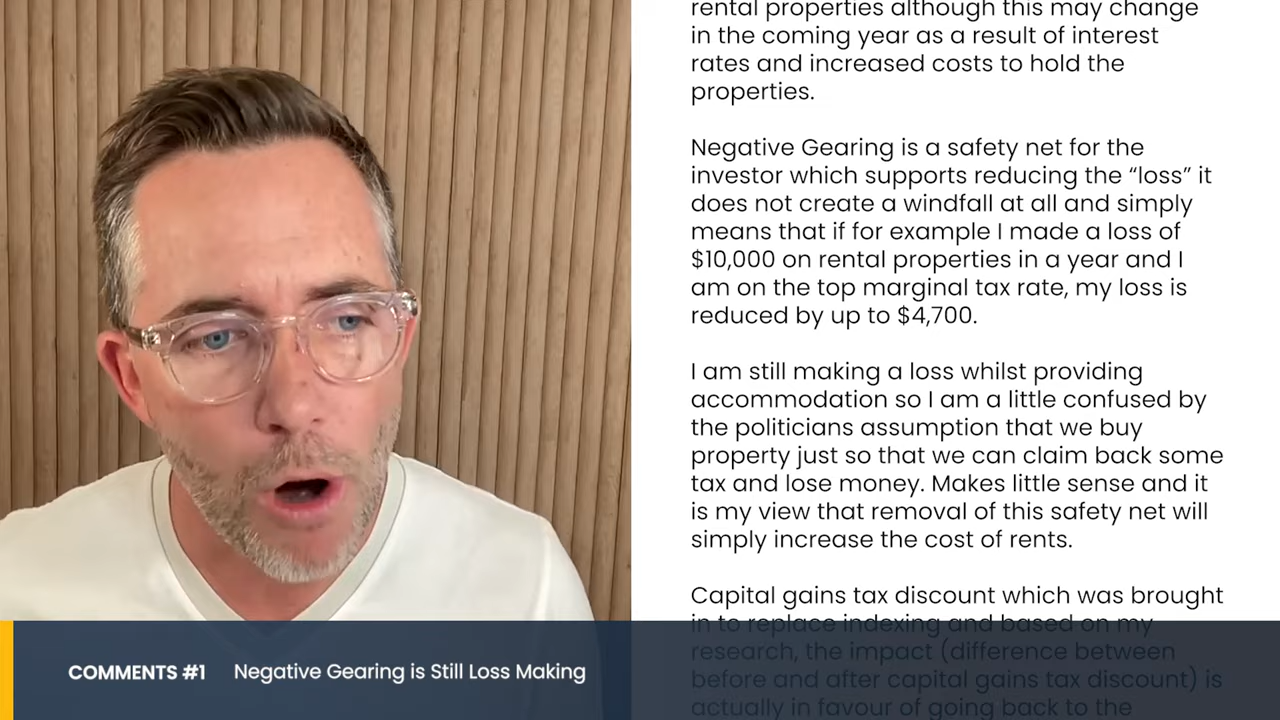 rental properties although this may change
in the coming year as a result of interest
rates and increased costs to hold the
properties.
Negative Gearing is a safety net for the
investor which supports reducing the “loss” it
does not create a windfall at all and simply
means that if for example I made a loss of
$10,000 on rental properties in a year and I
am on the top marginal tax rate, my loss is
reduced by up to $4,700.
I am still making a loss whilst providing
accommodation so I am a little confused by
the politicians assumption that we buy
property just so that we can claim back some
tax and lose money. Makes little sense and it
is my view that removal of this safety net will
simply increase the cost of rents.
Capital gains tax discount which was brought
in to replace indexing and based on my
research, the impact (difference between
before and after capital gains tax discount) is
actually in favour of going back to the
COMMENTS #1 Negative Gearing is Still Loss Making